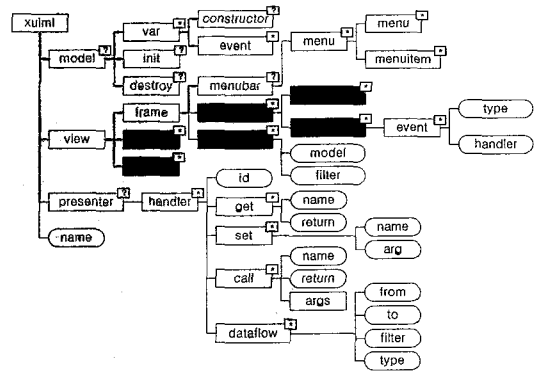 xuiml
model ?
var *
constructor ?
event *
init ?
destroy ?
menu *
menu *
menuitem *
view *
frame *
menubar ?
*
*
*
*
*
*
event *
type
handler
model
filter
presenter ?
handler *
id
get *
name
return
set *
name
arg
call *
name
return
args
dataflow *
from
to
filter
type
name